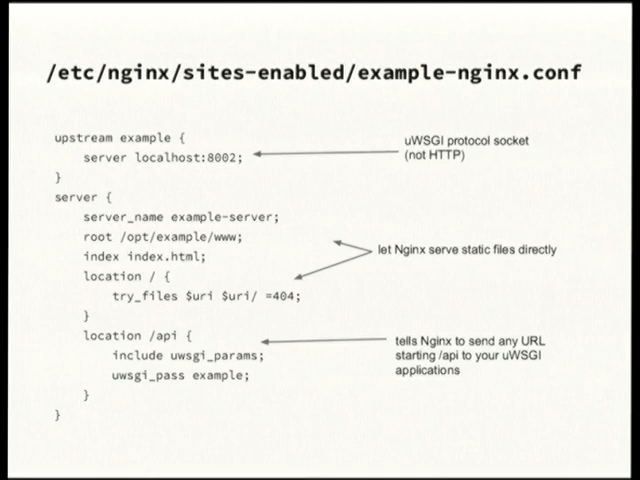 /etc/nginx/sites-enabled/example-nginx.conf
upstream example {
server localhost:8002;
}
server {
server_name example-server;
root /opt/example/www;
index index.html;
location / {
try_files $uri $uri/ =404;
}
location /api {
include uwsgi_params;
uwsgi_pass example;
}
}
uWSGI protocol socket
(not HTTP)
let Nginx serve static files directly
tells Nginx to send any URL
starting /api to your uWSGI
applications